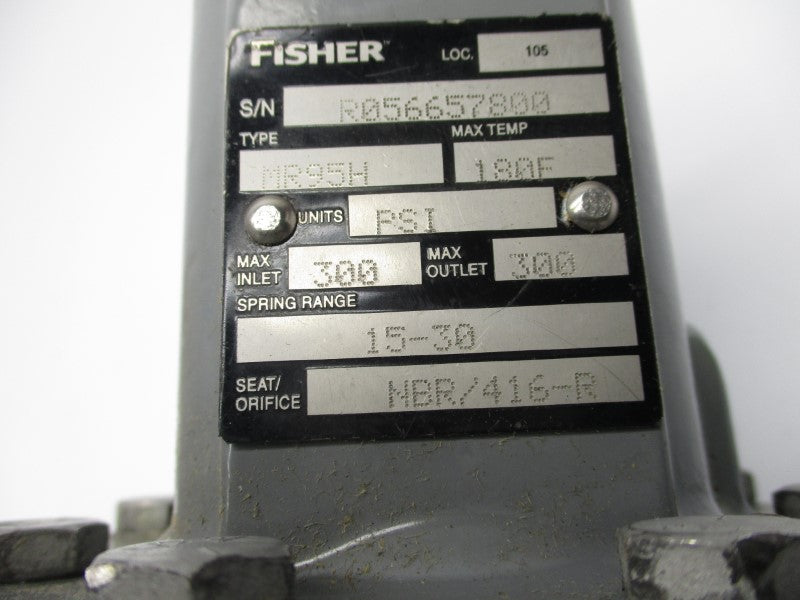 FISHER™ LOC. 105
S/N R056657800
TYPE MAX TEMP
MR95H 180F
UNITS PSI
MAX INLET 300 MAX OUTLET 300
SPRING RANGE
15-30
SEAT/ORIFICE NBR/416-R